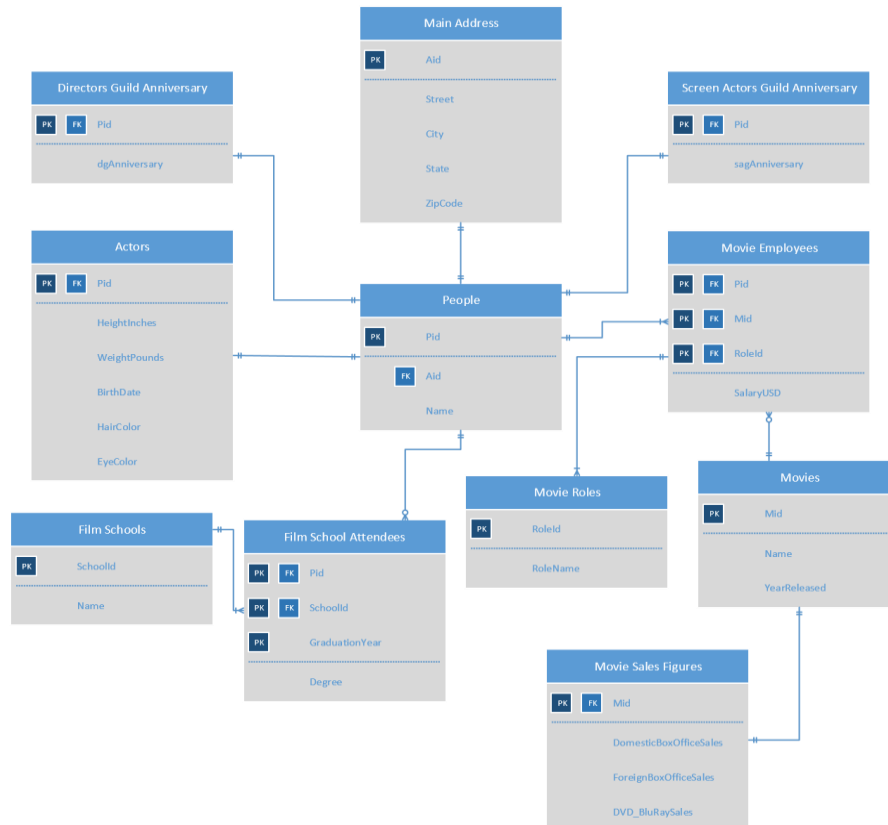 Main Address
PK Aid
Street
City
State
ZipCode
Directors Guild Anniversary
PK FK Pid
dgAnniversary
Screen Actors Guild Anniversary
PK FK Pid
sagAnniversary
Actors
PK FK Pid
HeightInches
WeightPounds
BirthDate
HairColor
EyeColor
People
PK Pid
FK Aid
Name
Movie Employees
PK FK Pid
PK FK Mid
PK FK RoleId
SalaryUSD
Film Schools
PK SchoolId
Name
Film School Attendees
PK FK Pid
PK FK SchoolId
PK GraduationYear
Degree
Movie Roles
PK RoleId
RoleName
Movies
PK Mid
Name
YearReleased
Movie Sales Figures
PK FK Mid
DomesticBoxOfficeSales
ForeignBoxOfficeSales
DVD_BluRaySales